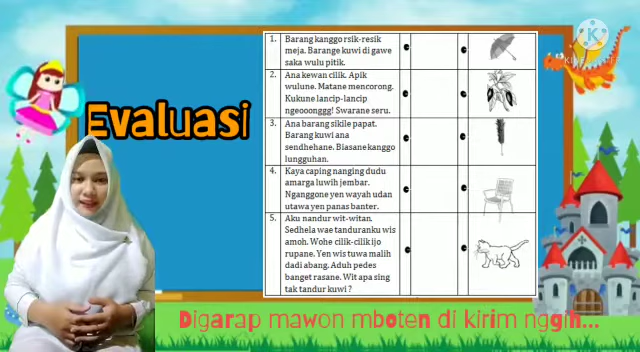 Evaluasi
1. Barang kanggo rsik-resik
meja. Barange kuwi di gawe
saka wulu pitik.
2. Ana kewan cilik. Apik
wulune. Matane mencorong.
Kukune lancip-lancip
ngeoonggg! Swarane seru.
3. Ana barang sikile papat.
Barang kuwi ana
sendhehane. Biasane kanggo
lungguhan.
4. Kaya caping nanging dudu
amarga luwih jembar.
Nganggone yen wayah udan
utawa yen panas banter.
5. Aku nandur wit-witan.
Sedhela wae tanduranku wis
amoh. Wohe cilik-cilik ijo
rupane. Yen wis tuwa malih
dadi abang. Aduh pedes
banget rasane. Wit apa sing
tak tandur kuwi ?
Digarap mawon mboten di kirim nggih...